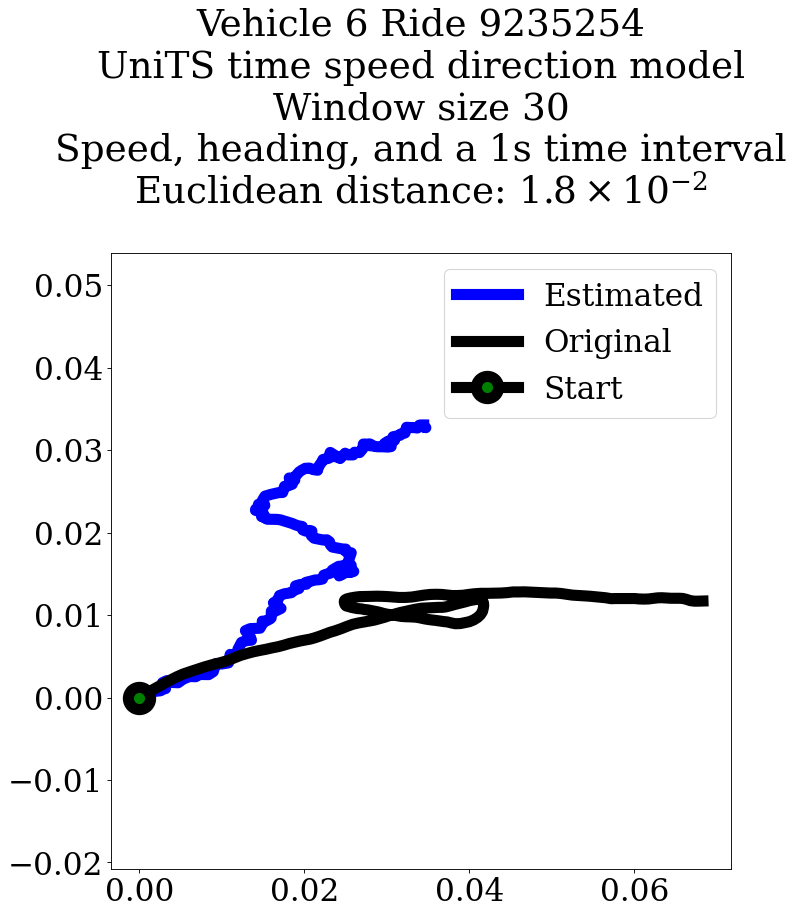 Vehicle 6 Ride 9235254
UniTS time speed direction model
Window size 30
Speed, heading, and a 1s time interval
Euclidean distance: 1.8 × 10⁻²
Estimated
Original
Start
0.05
0.04
0.03
0.02
0.01
0.00
−0.01
−0.02
0.00 0.02 0.04 0.06